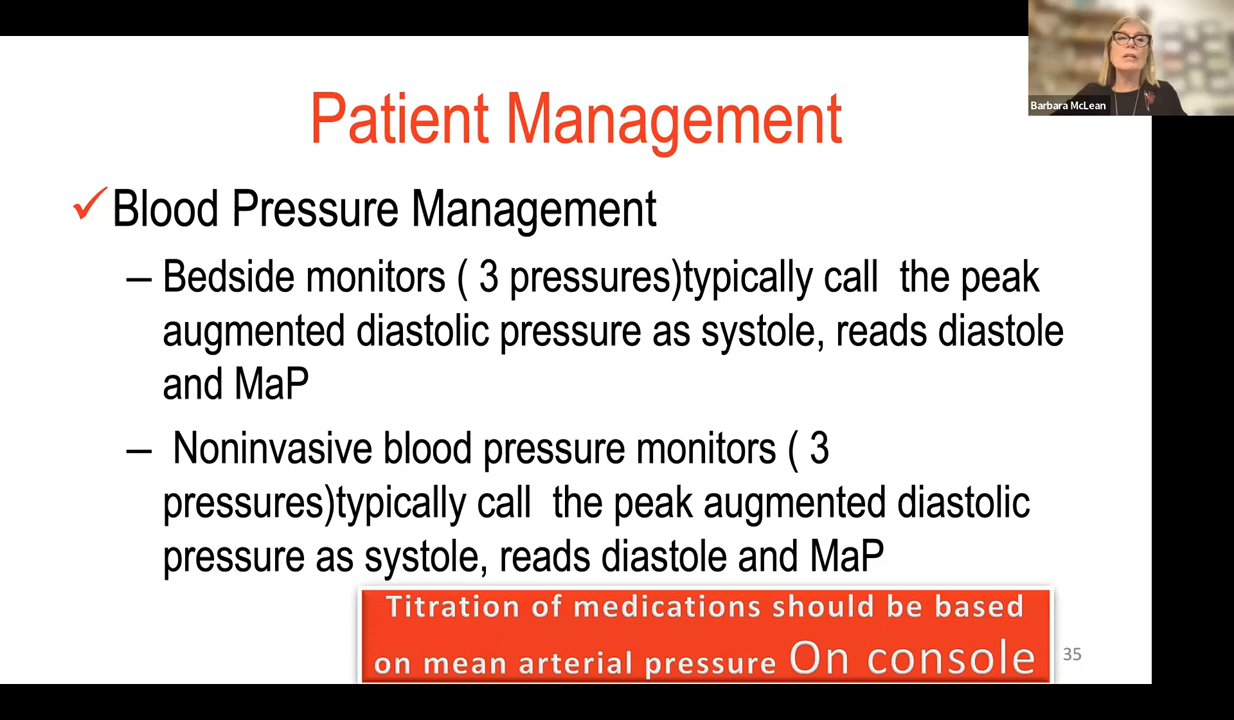 Barbara McLean
Patient Management
✓Blood Pressure Management
– Bedside monitors ( 3 pressures)typically call the peak
augmented diastolic pressure as systole, reads diastole
and MaP
– Noninvasive blood pressure monitors ( 3
pressures)typically call the peak augmented diastolic
pressure as systole, reads diastole and MaP
Titration of medications should be based
on mean arterial pressure On console
35